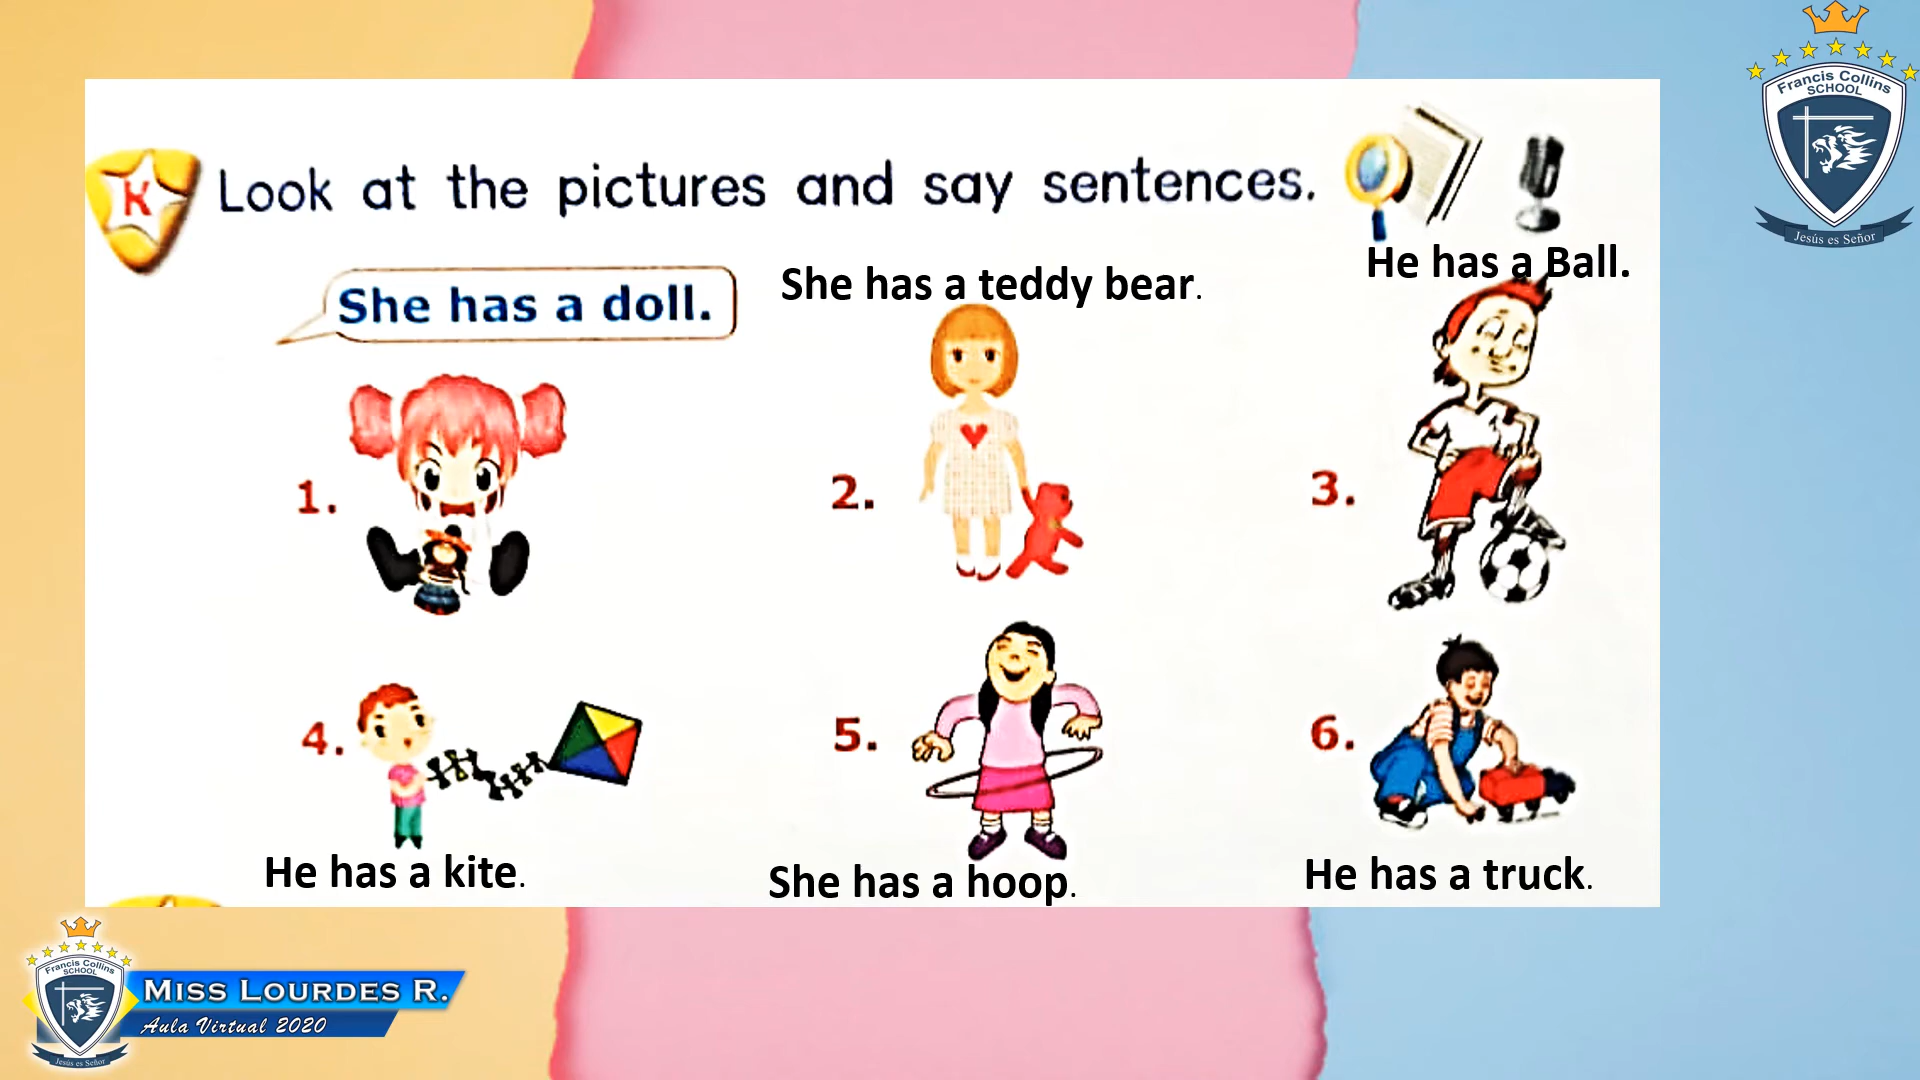 Francis Collins
SCHOOL
Jesús es Señor
K Look at the pictures and say sentences.
She has a doll.
She has a teddy bear.
He has a Ball.
1.
2.
3.
4.
5.
6.
He has a kite.
She has a hoop.
He has a truck.
Francis Collins
SCHOOL
Jesús es Señor
Miss Lourdes R.
Aula Virtual 2020